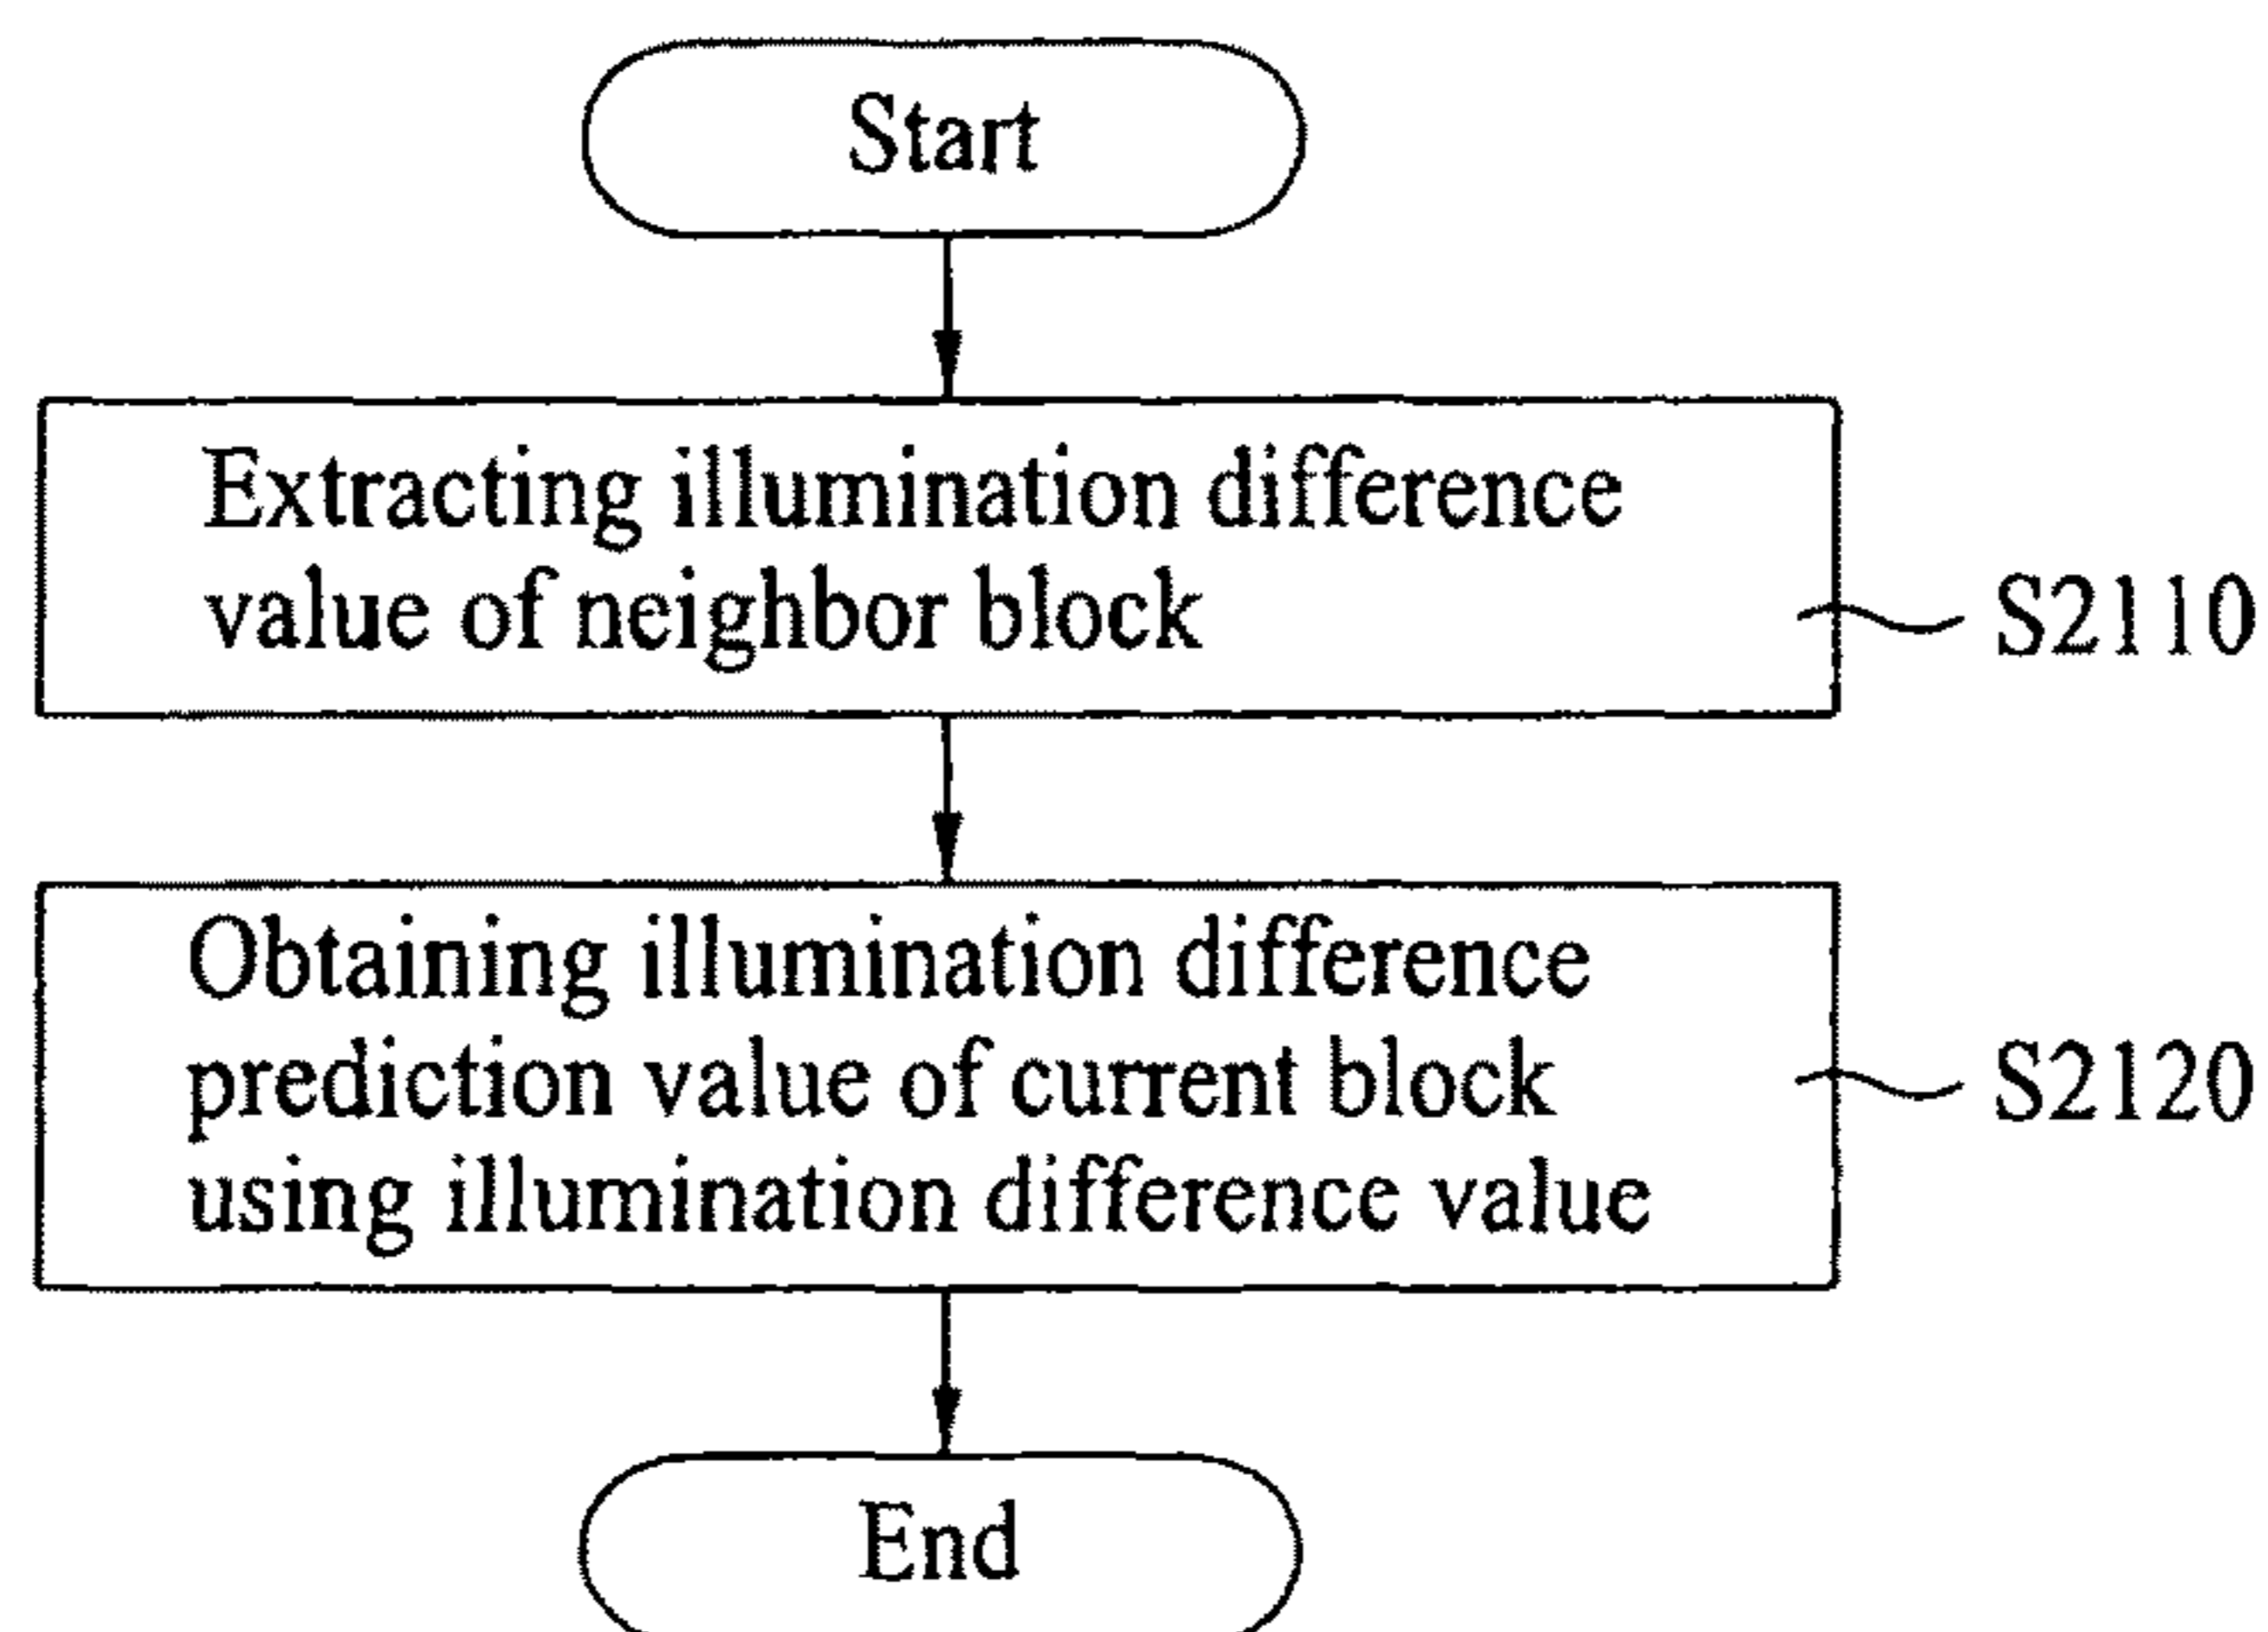 Start
Extracting illumination difference
value of neighbor block
S2110
Obtaining illumination difference
prediction value of current block
using illumination difference value
S2120
End